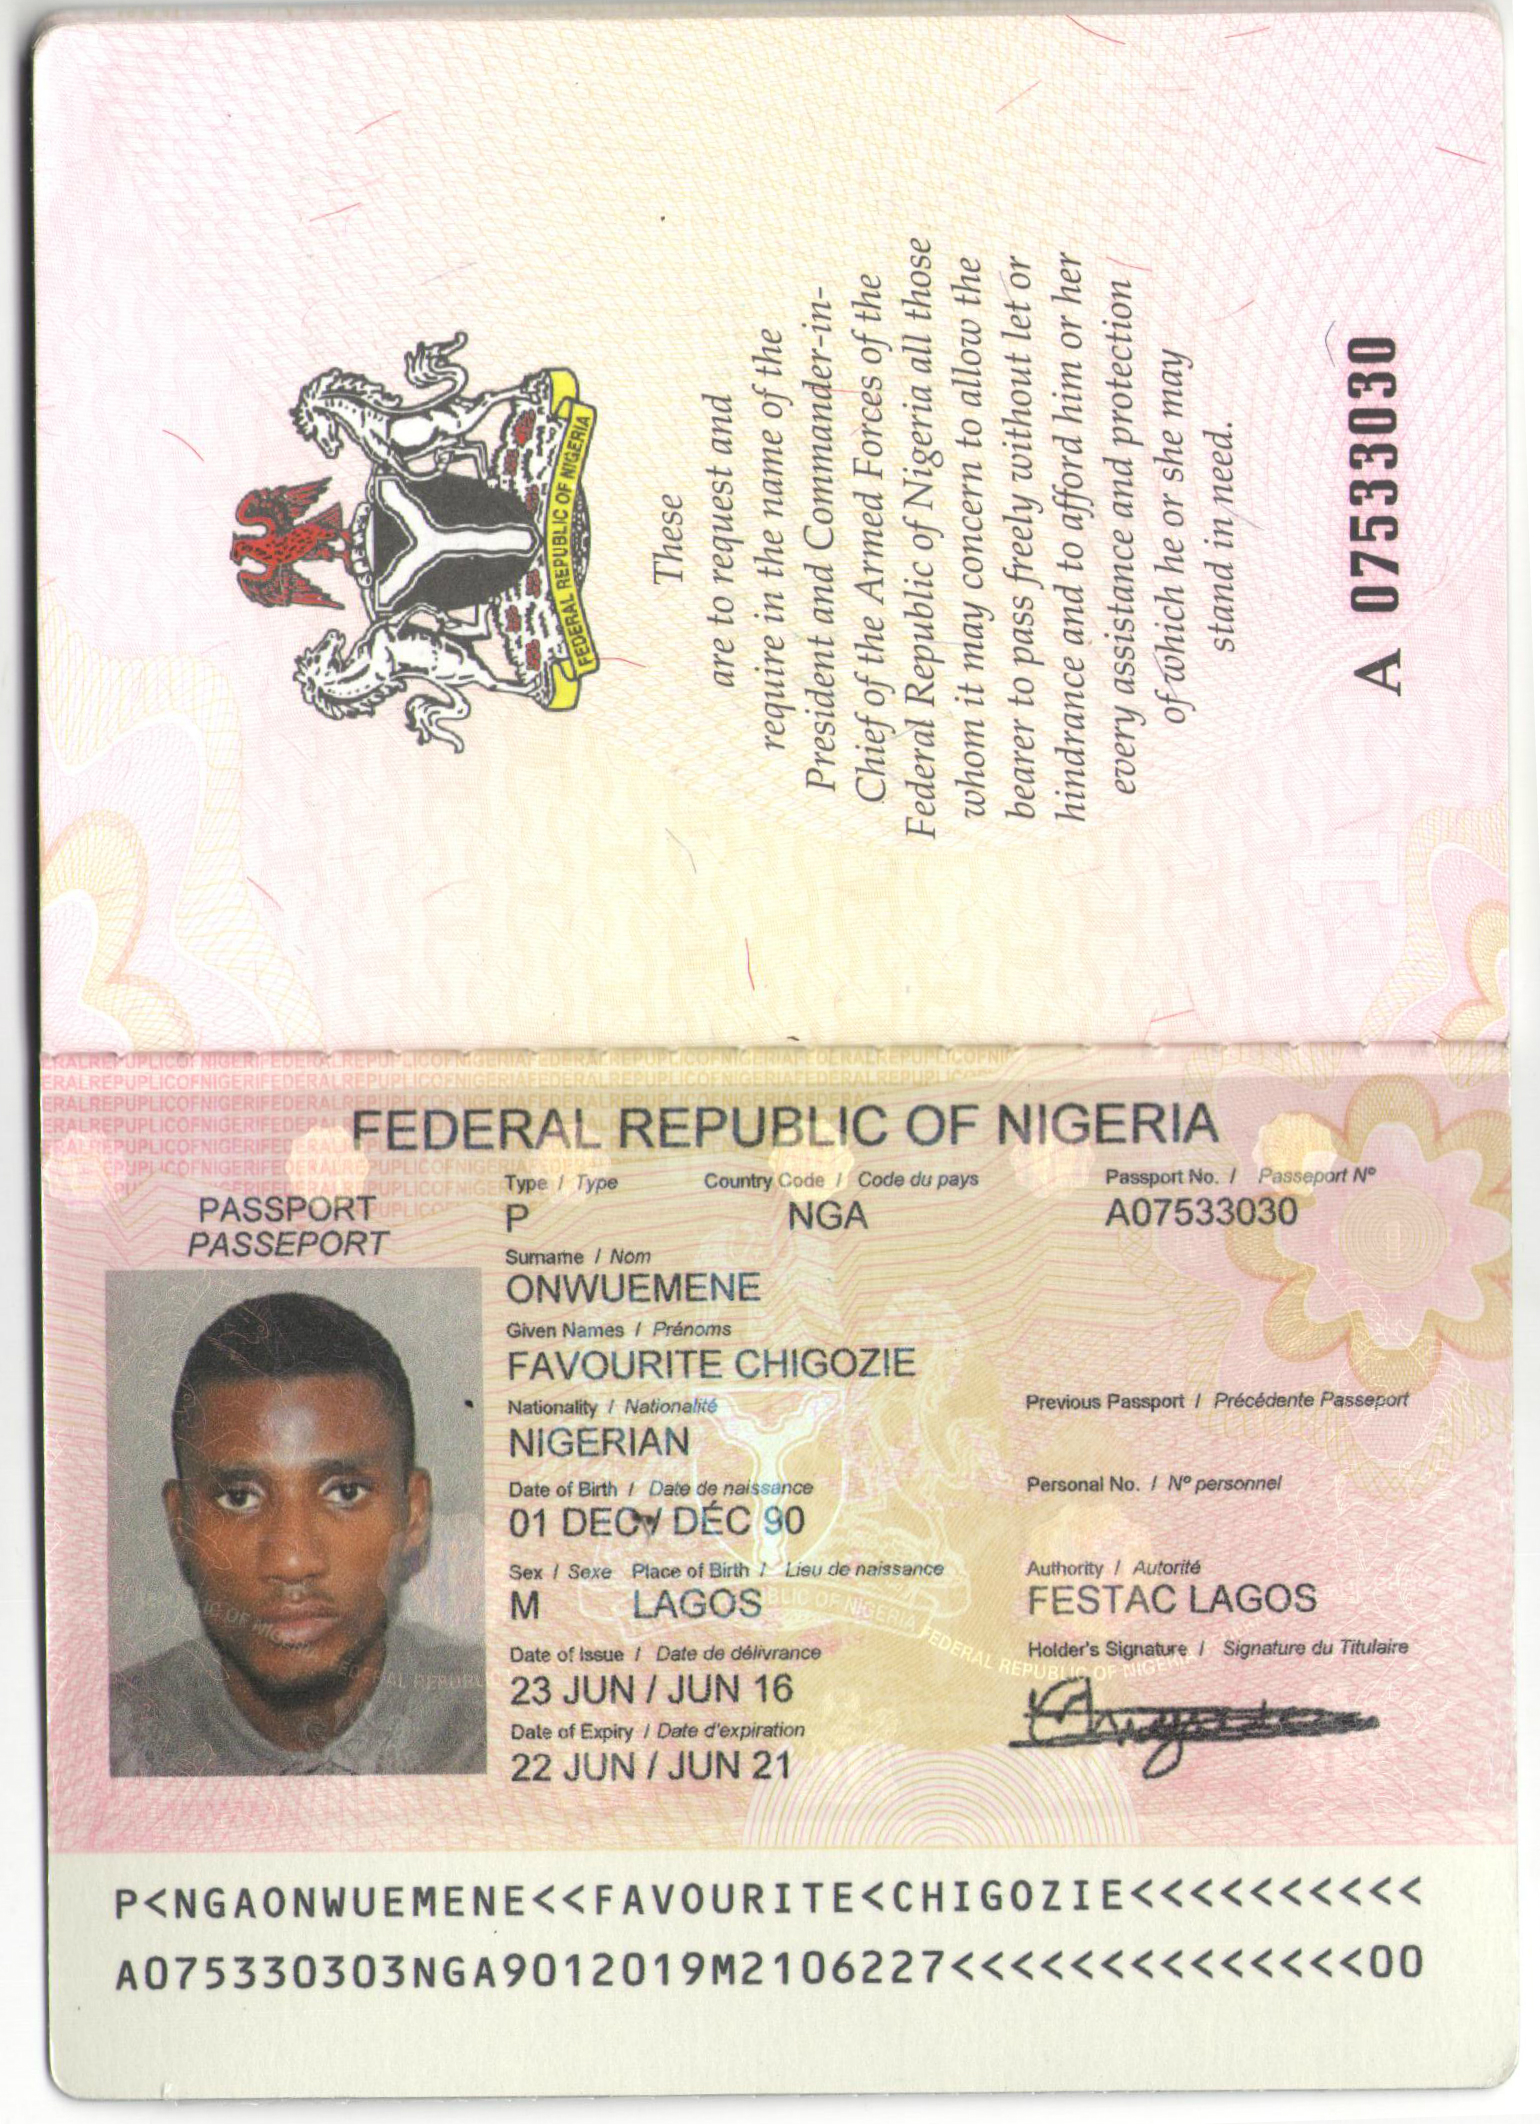 FEDERAL REPUBLIC OF NIGERIA
These
are to request and
require in the name of the
President and Commander-in-
Chief of the Armed Forces of the
Federal Republic of Nigeria all those
whom it may concern to allow the
bearer to pass freely without let or
hindrance and to afford him or her
every assistance and protection
of which he or she may
stand in need.
A 07533030
FEDERAL REPUBLIC OF NIGERIA
PASSPORT
PASSEPORT
Type / Type Country Code / Code du pays Passport No. / Passeport Nº
P NGA A07533030
Surname / Nom
ONWUEMENE
Given Names / Prénoms
FAVOURITE CHIGOZIE
Nationality / Nationalité Previous Passport / Précédente Passeport
NIGERIAN
Date of Birth / Date de naissance Personal No. / Nº personnel
01 DEC / DÉC 90
Sex / Sexe Place of Birth / Lieu de naissance Authority / Autorité
M LAGOS FESTAC LAGOS
Date of Issue / Date de délivrance Holder's Signature / Signature du Titulaire
23 JUN / JUN 16
Date of Expiry / Date d'expiration
22 JUN / JUN 21
FEDERAL REPUBLIC OF NIGERIA
P<NGAONWUEMENE<<FAVOURITE<CHIGOZIE<<<<<<<<<<
A075330303NGA9012019M2106227<<<<<<<<<<<<<<00